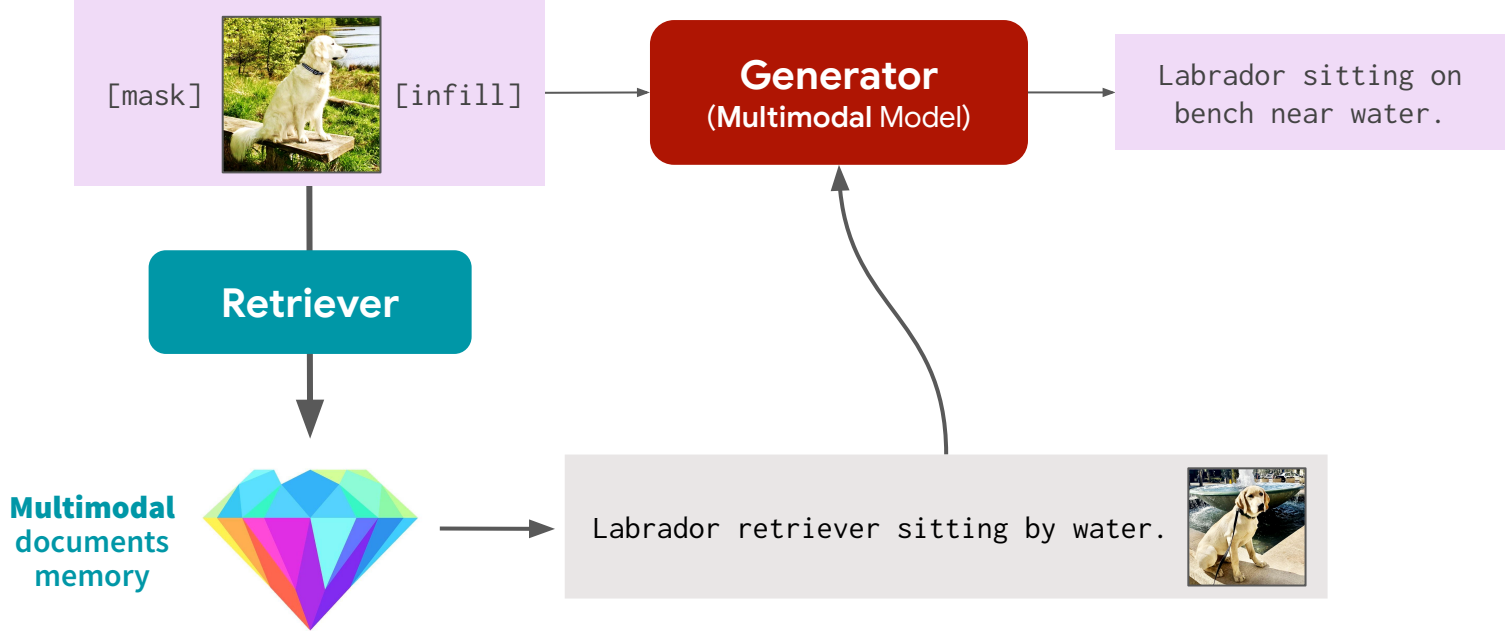 [mask]
[infill]
Generator
(Multimodal Model)
Labrador sitting on
bench near water.
Retriever
Multimodal
documents
memory
Labrador retriever sitting by water.